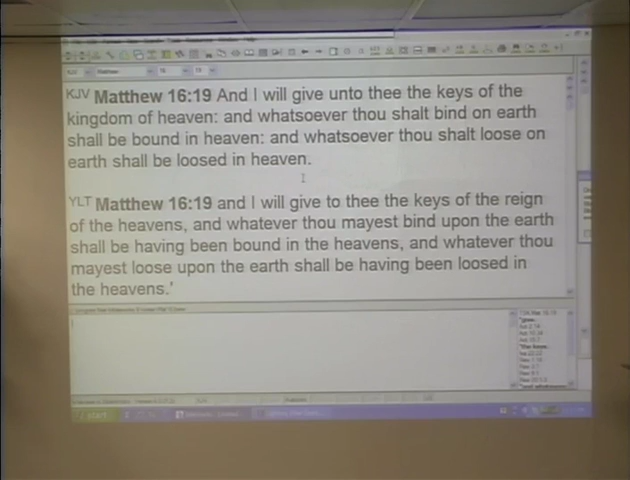 KJV Matthew 16:19 And I will give unto thee the keys of the
kingdom of heaven: and whatsoever thou shalt bind on earth
shall be bound in heaven: and whatsoever thou shalt loose on
earth shall be loosed in heaven.
YLT Matthew 16:19 and I will give to thee the keys of the reign
of the heavens, and whatever thou mayest bind upon the earth
shall be having been bound in the heavens, and whatever thou
mayest loose upon the earth shall be having been loosed in
the heavens.'
start